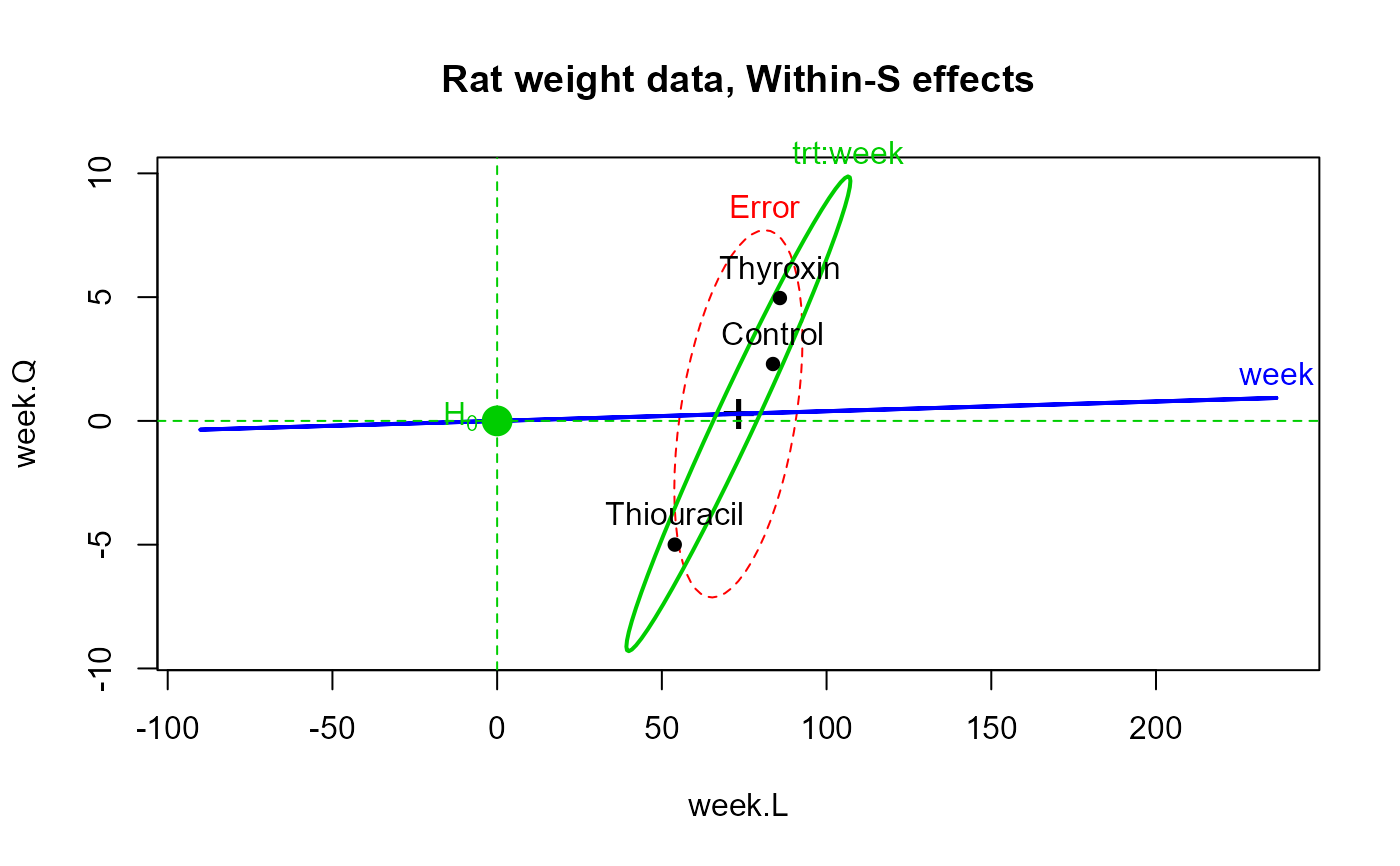 Rat weight data, Within-S effects
trt:week
Error
Thyroxin
Control
week
H₀
Thiouracil
10
5
0
-5
-10
week.Q
-100 -50 0 50 100 150 200
week.L